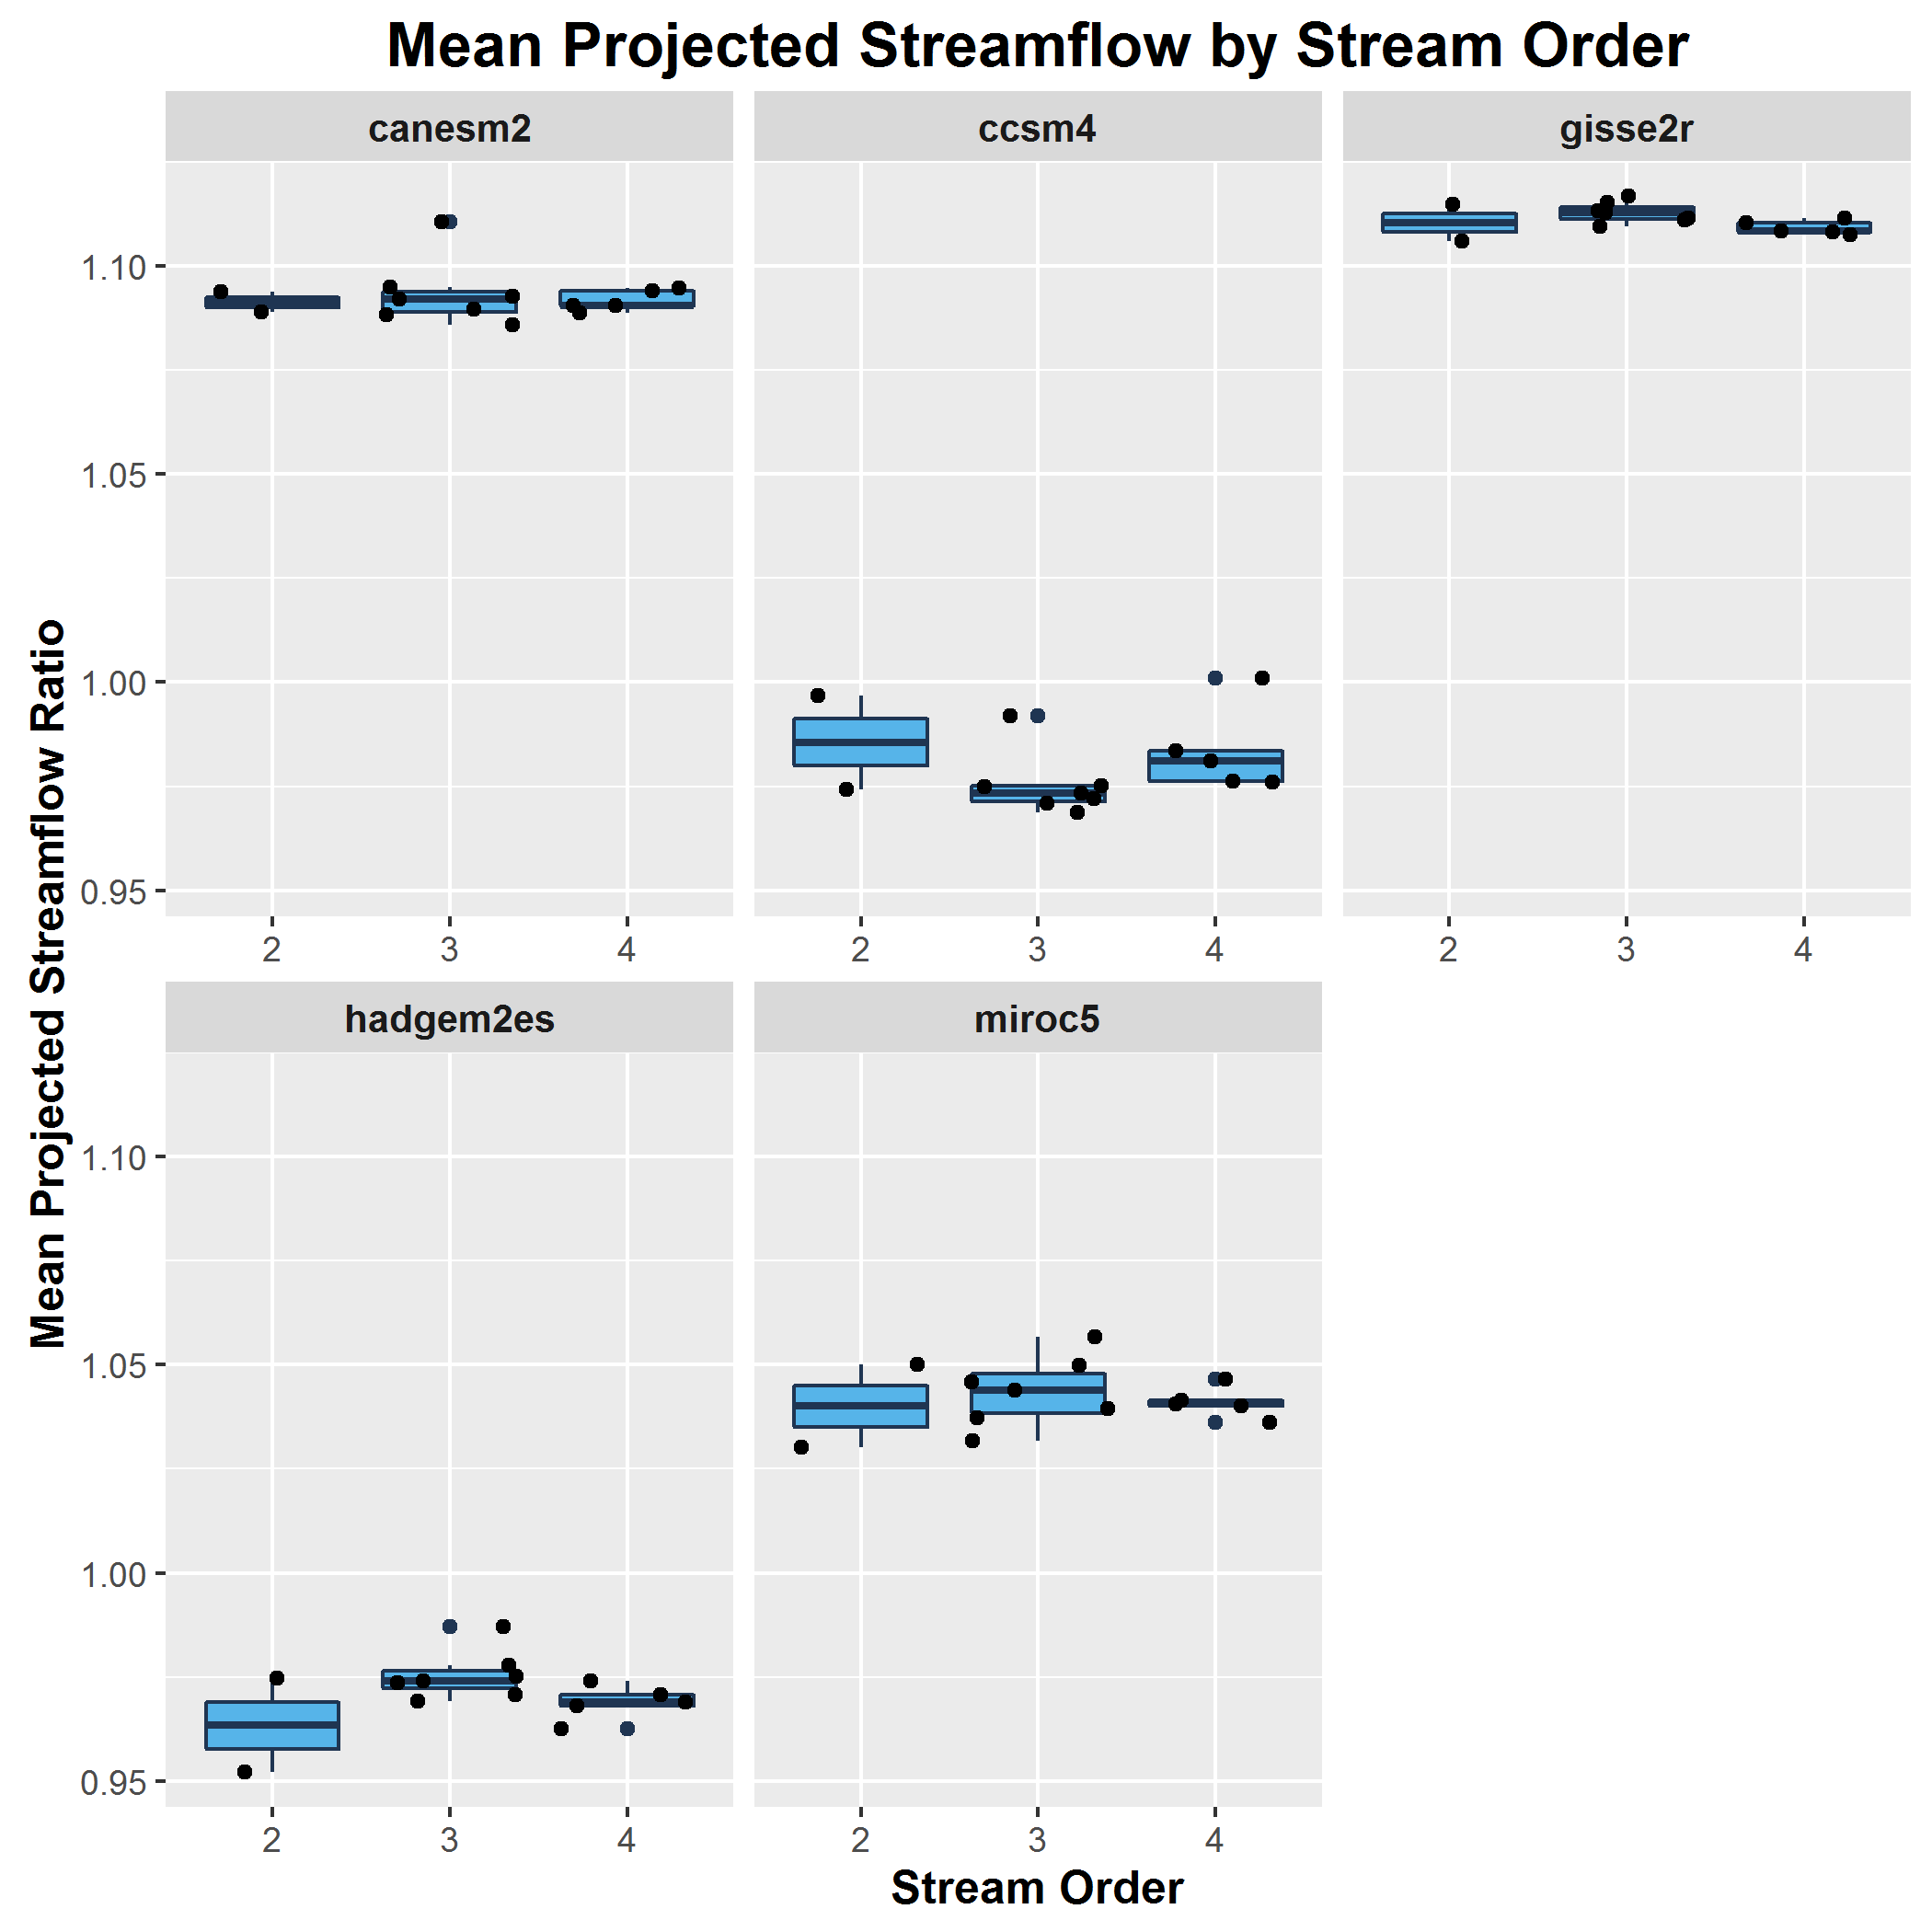 Mean Projected Streamflow by Stream Order
canesm2
ccsm4
gisse2r
1.10
1.05
1.00
0.95
2 3 4
2 3 4
2 3 4
Mean Projected Streamflow Ratio
hadgem2es
miroc5
1.10
1.05
1.00
0.95
2 3 4
2 3 4
Stream Order